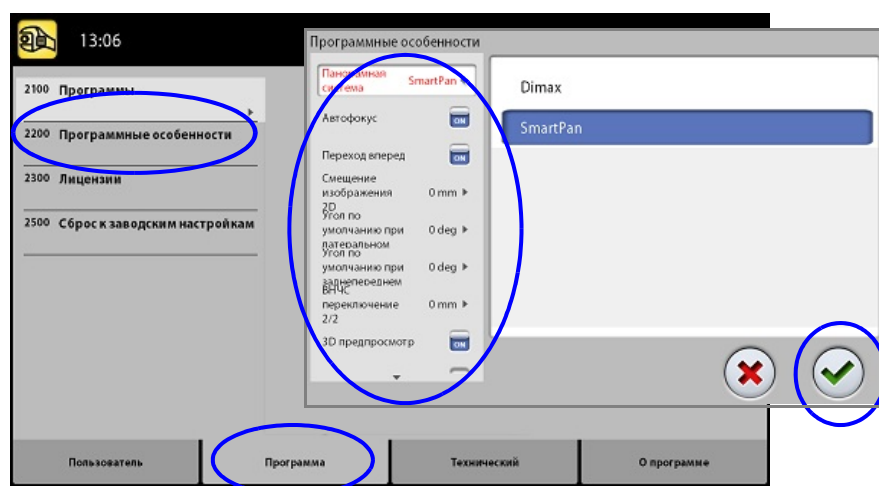 13:06
2100 Программы
2200 Программные особенности
2300 Лицензии
2500 Сброс к заводским настройкам
Программные особенности
Панорамная
система SmartPan
Автофокус ON
Переход вперед ON
Смещение
изображения 0 mm
2D
Угол по
умолчанию при 0 deg
латеральном
Угол по
умолчанию при 0 deg
заднепереднем
ВНЧС
переключение 0 mm
2/2
3D предпросмотр ON
Dimax
SmartPan
Пользователь Программа Технический О программе